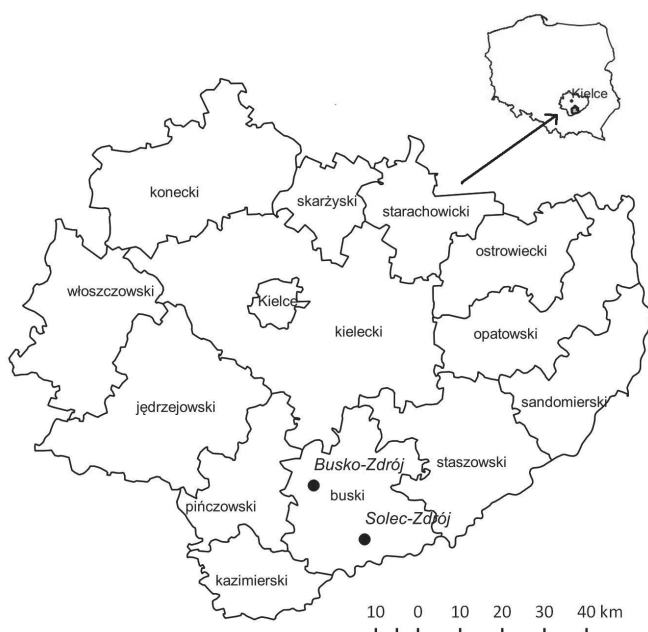 Kielce
konecki
skarżyski
starachowicki
ostrowiecki
włoszczowski
Kielce
kielecki
opatowski
sandomierski
jędrzejowski
Busko-Zdrój
staszowski
buski
pińczowski
Solec-Zdrój
kazimierski
10 0 10 20 30 40 km